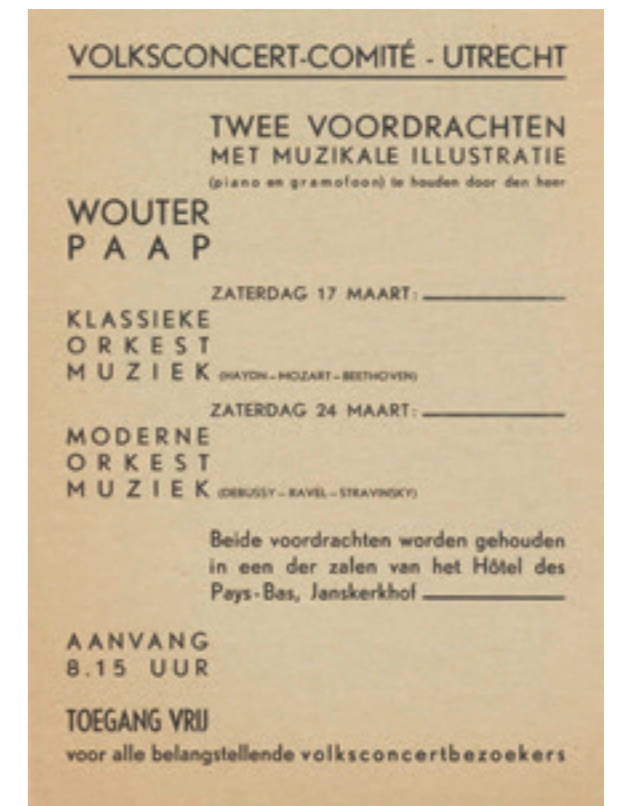 VOLKSCONCERT-COMITÉ - UTRECHT
TWEE VOORDRACHTEN
MET MUZIKALE ILLUSTRATIE
(piano en gramofoon) te houden door den heer
WOUTER
PAAP
ZATERDAG 17 MAART:
KLASSIEKE
ORKEST
MUZIEK (HAYDN – MOZART – BEETHOVEN)
ZATERDAG 24 MAART:
MODERNE
ORKEST
MUZIEK (DEBUSSY – RAVEL – STRAVINSKY)
Beide voordrachten worden gehouden
in een der zalen van het Hôtel des
Pays-Bas, Janskerkhof
AANVANG
8.15 UUR
TOEGANG VRIJ
voor alle belangstellende volksconcertbezoekers